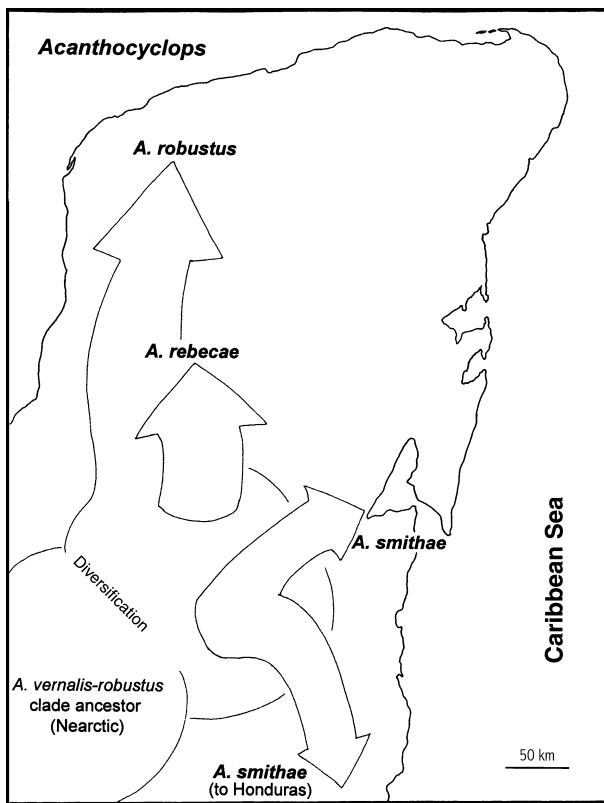 Acanthocyclops
A. robustus
A. rebecae
A. smithae
Caribbean Sea
Diversification
A. vernalis-robustus
clade ancestor
(Nearctic)
A. smithae
(to Honduras)
50 km